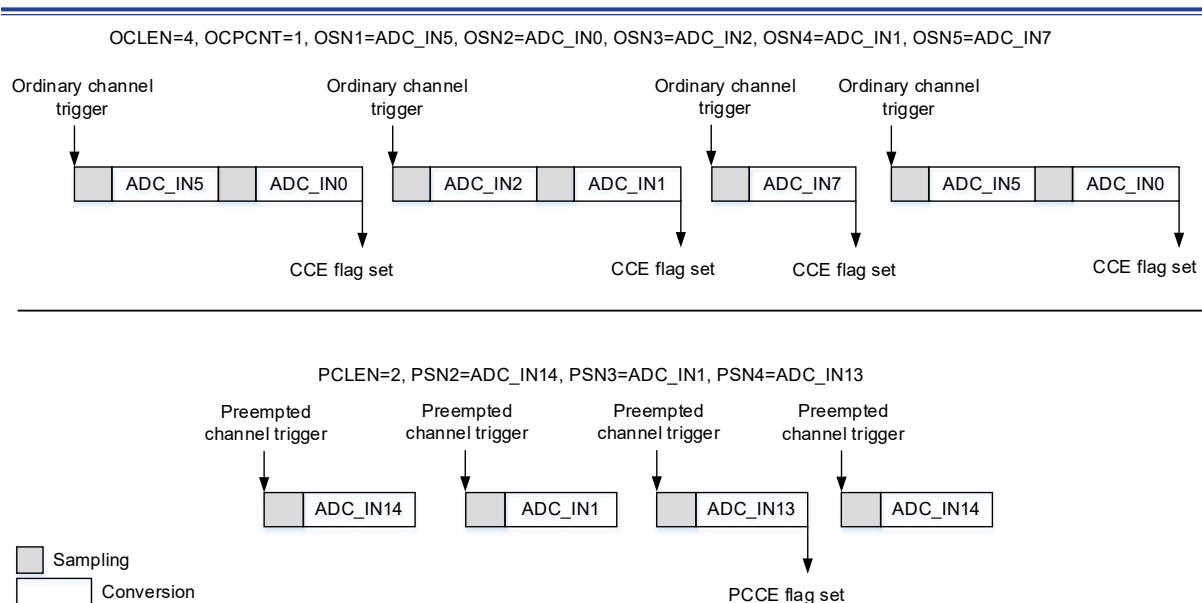 OCLEN=4, OCPCNT=1, OSN1=ADC_IN5, OSN2=ADC_IN0, OSN3=ADC_IN2, OSN4=ADC_IN1, OSN5=ADC_IN7
Ordinary channel
trigger
Ordinary channel
trigger
Ordinary channel
trigger
Ordinary channel
trigger
ADC_IN5
ADC_IN0
ADC_IN2
ADC_IN1
ADC_IN7
ADC_IN5
ADC_IN0
CCE flag set
CCE flag set
CCE flag set
CCE flag set
PCLEN=2, PSN2=ADC_IN14, PSN3=ADC_IN1, PSN4=ADC_IN13
Preempted
channel trigger
Preempted
channel trigger
Preempted
channel trigger
Preempted
channel trigger
ADC_IN14
ADC_IN1
ADC_IN13
ADC_IN14
Sampling
Conversion
PCCE flag set